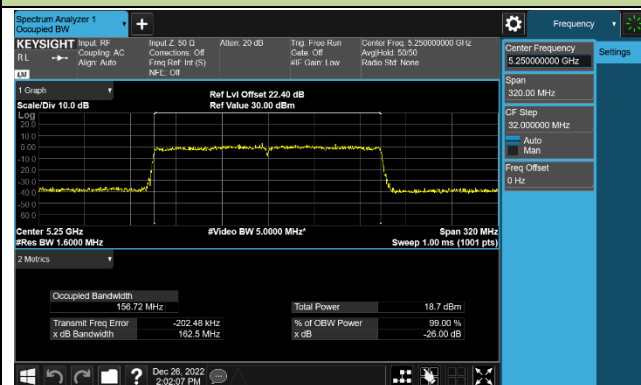 Spectrum Analyzer 1
Occupied BW
Frequency
KEYSIGHT
RL
LXI
Input: RF
Coupling: AC
Align: Auto
Input Z: 50 Ω
Corrections: Off
Freq Ref: Int (S)
NFE: Off
Atten: 20 dB
Trig: Free Run
Gate: Off
#IF Gain: Low
Center Freq: 5.250000000 GHz
Avg|Hold: 50/50
Radio Std: None
Center Frequency
5.250000000 GHz
Settings
Span
320.00 MHz
CF Step
32.000000 MHz
Auto
Man
Freq Offset
0 Hz
1 Graph
Scale/Div 10.0 dB
Ref Lvl Offset 22.40 dB
Ref Value 30.00 dBm
Log
20.0
10.0
0.00
-10.0
-20.0
-30.0
-40.0
-50.0
-60.0
Center 5.25 GHz
#Res BW 1.6000 MHz
#Video BW 5.0000 MHz*
Span 320 MHz
Sweep 1.00 ms (1001 pts)
2 Metrics
Occupied Bandwidth
156.72 MHz
Total Power 18.7 dBm
Transmit Freq Error -202.48 kHz
% of OBW Power 99.00 %
x dB Bandwidth 162.5 MHz
x dB -26.00 dB
?
Dec 26, 2022
2:02:07 PM